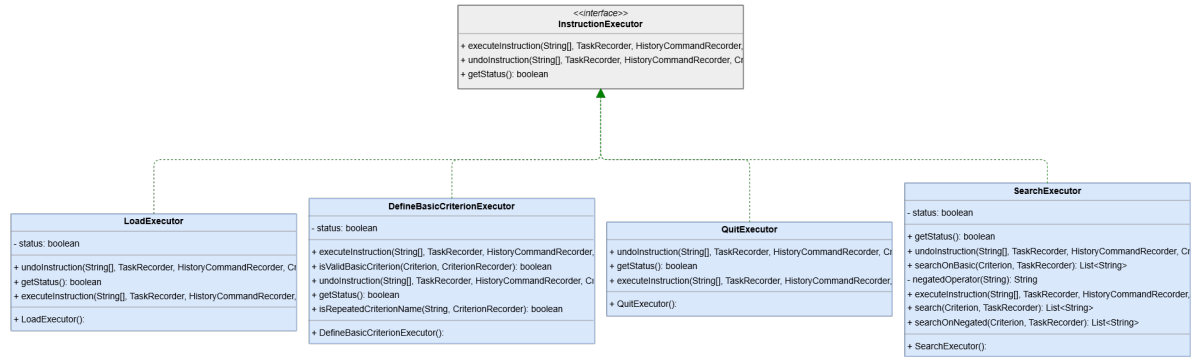 <<interface>>
InstructionExecutor
+ executeInstruction(String[], TaskRecorder, HistoryCommandRecorder,
+ undoInstruction(String[], TaskRecorder, HistoryCommandRecorder, Cr
+ getStatus(): boolean
LoadExecutor
- status: boolean
+ undoInstruction(String[], TaskRecorder, HistoryCommandRecorder, Cr
+ getStatus(): boolean
+ executeInstruction(String[], TaskRecorder, HistoryCommandRecorder,
+ LoadExecutor():
DefineBasicCriterionExecutor
- status: boolean
+ executeInstruction(String[], TaskRecorder, HistoryCommandRecorder,
+ isValidBasicCriterion(Criterion, CriterionRecorder): boolean
+ undoInstruction(String[], TaskRecorder, HistoryCommandRecorder, Cr
+ getStatus(): boolean
+ isRepeatedCriterionName(String, CriterionRecorder): boolean
+ DefineBasicCriterionExecutor():
QuitExecutor
+ undoInstruction(String[], TaskRecorder, HistoryCommandRecorder, Cr
+ getStatus(): boolean
+ executeInstruction(String[], TaskRecorder, HistoryCommandRecorder,
+ QuitExecutor():
SearchExecutor
- status: boolean
+ getStatus(): boolean
+ undoInstruction(String[], TaskRecorder, HistoryCommandRecorder, Cr
+ searchOnBasic(Criterion, TaskRecorder): List<String>
- negatedOperator(String): String
+ executeInstruction(String[], TaskRecorder, HistoryCommandRecorder,
+ search(Criterion, TaskRecorder): List<String>
+ searchOnNegated(Criterion, TaskRecorder): List<String>
+ SearchExecutor():